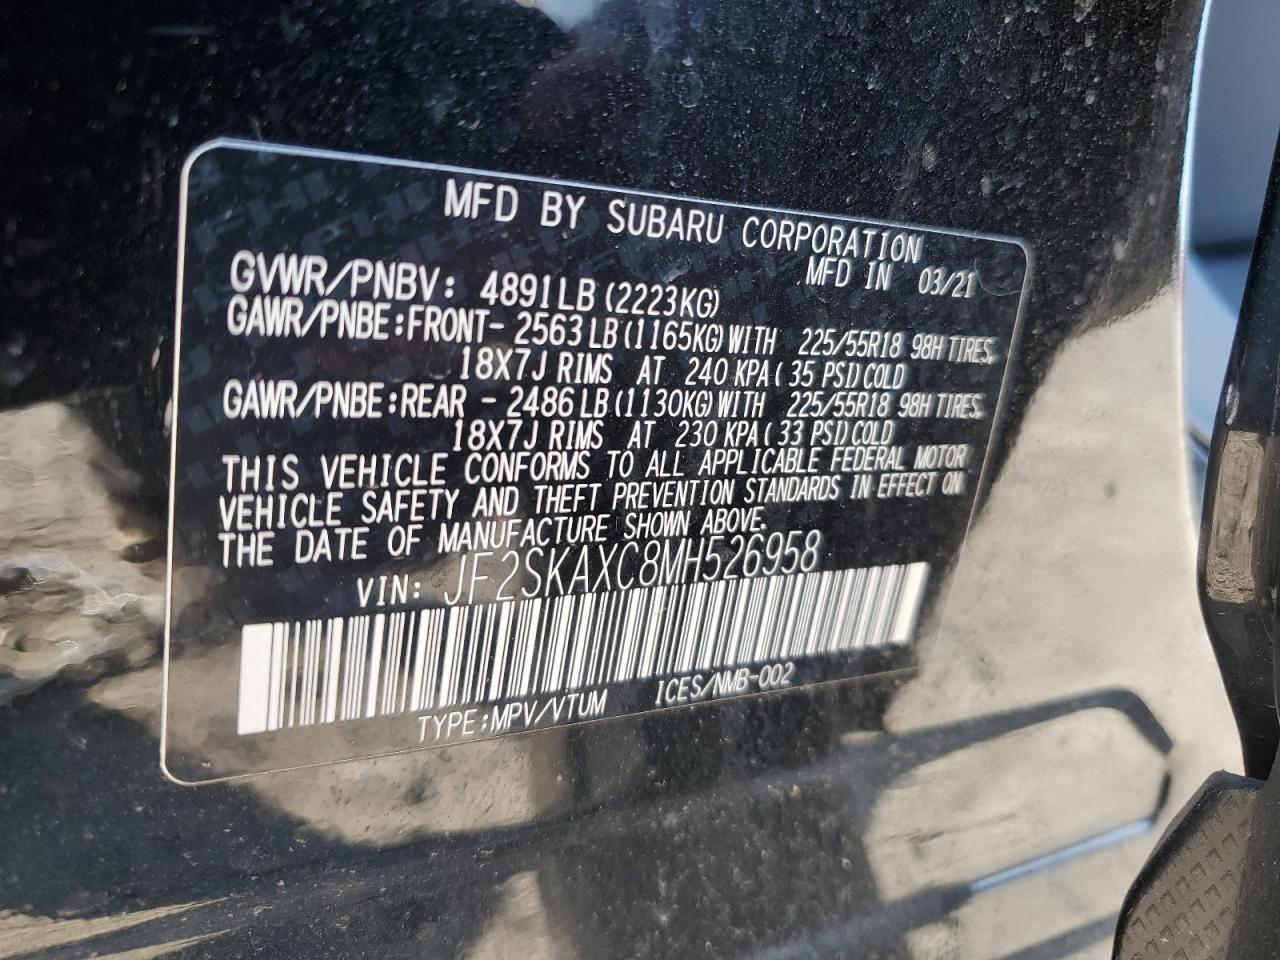 MFD BY SUBARU CORPORATION
MFD IN 03/21
GVWR/PNBV: 4891LB(2223KG)
GAWR/PNBE:FRONT- 2563LB(1165KG)WITH 225/55R18 98H TIRES,
18X7J RIMS AT 240 KPA(35 PSI)COLD
GAWR/PNBE:REAR - 2486LB(1130KG)WITH 225/55R18 98H TIRES,
18X7J RIMS AT 230 KPA(33 PSI)COLD
THIS VEHICLE CONFORMS TO ALL APPLICABLE FEDERAL MOTOR
VEHICLE SAFETY AND THEFT PREVENTION STANDARDS IN EFFECT ON
THE DATE OF MANUFACTURE SHOWN ABOVE.
VIN: JF2SKAXC8MH526958
TYPE:MPV/VTUM ICES/NMB-002